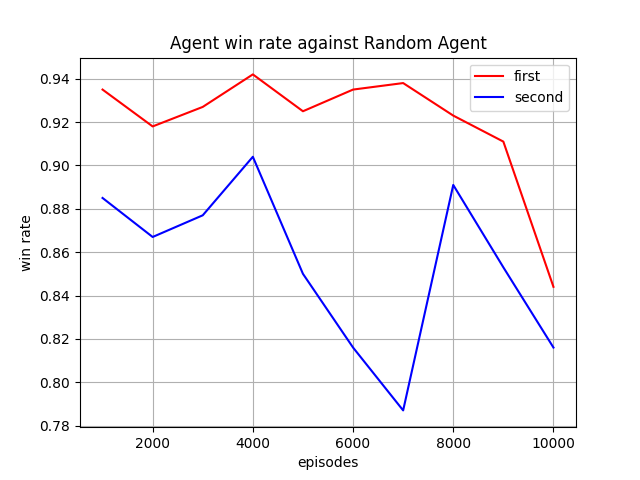 Agent win rate against Random Agent
first
second
0.94
0.92
0.90
0.88
0.86
0.84
0.82
0.80
0.78
win rate
2000 4000 6000 8000 10000
episodes